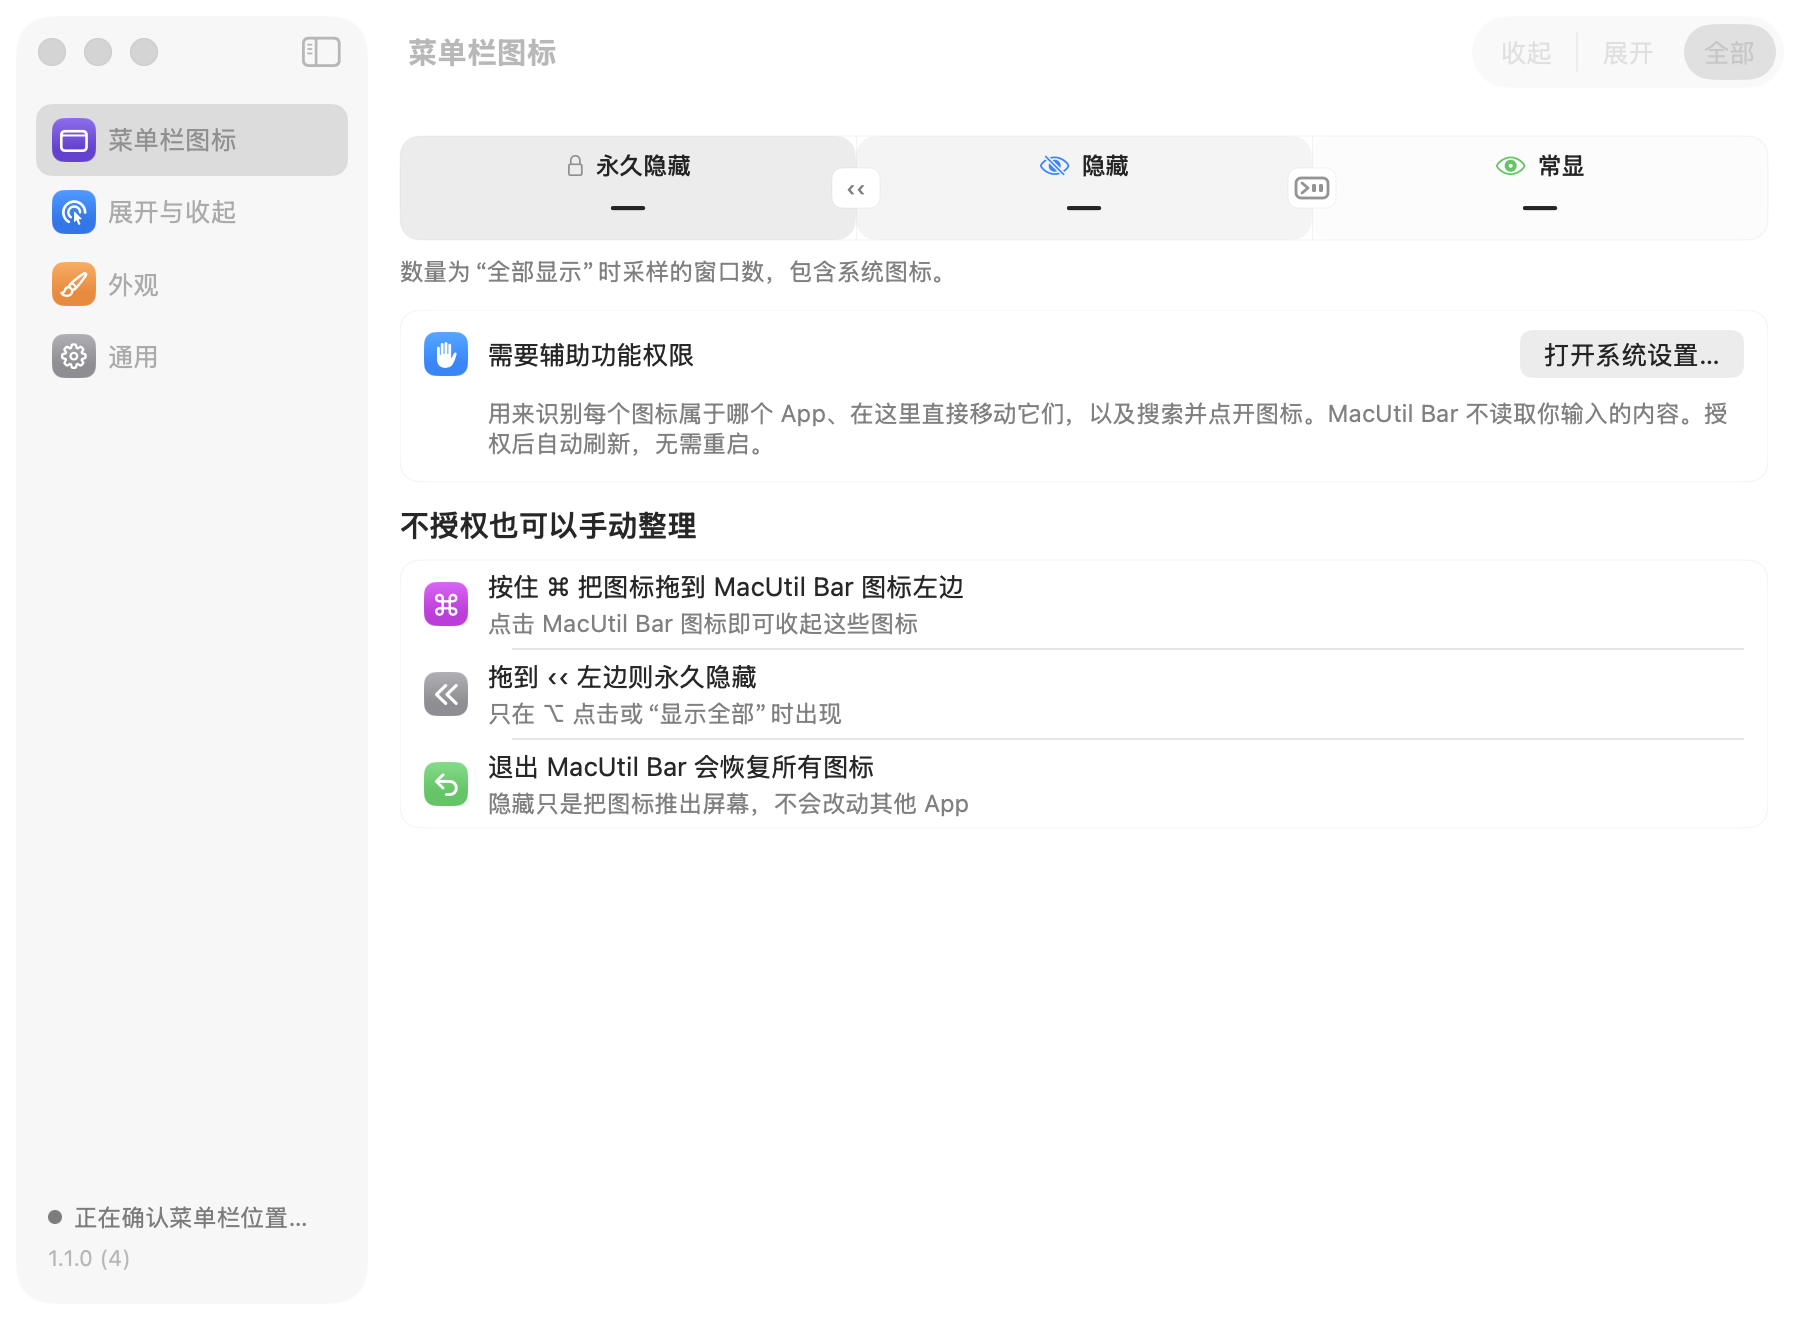 菜单栏图标
收起
展开
全部
菜单栏图标
展开与收起
外观
通用
永久隐藏
—
‹‹
隐藏
—
常显
—
数量为“全部显示”时采样的窗口数，包含系统图标。
需要辅助功能权限
打开系统设置...
用来识别每个图标属于哪个 App、在这里直接移动它们，以及搜索并点开图标。MacUtil Bar 不读取你输入的内容。授
权后自动刷新，无需重启。
不授权也可以手动整理
按住 ⌘ 把图标拖到 MacUtil Bar 图标左边
点击 MacUtil Bar 图标即可收起这些图标
拖到 ‹‹ 左边则永久隐藏
只在 ⌥ 点击或“显示全部”时出现
退出 MacUtil Bar 会恢复所有图标
隐藏只是把图标推出屏幕，不会改动其他 App
正在确认菜单栏位置...
1.1.0 (4)